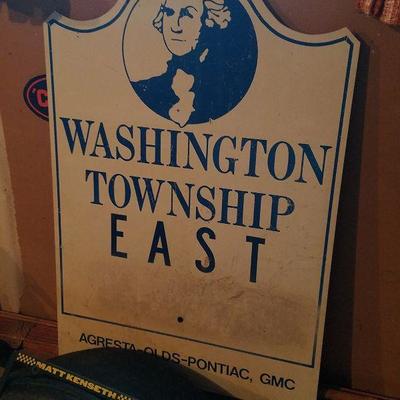 WASHINGTON
TOWNSHIP
EAST
AGRESTA-OLDS-PONTIAC, GMC
MATT KENSETH